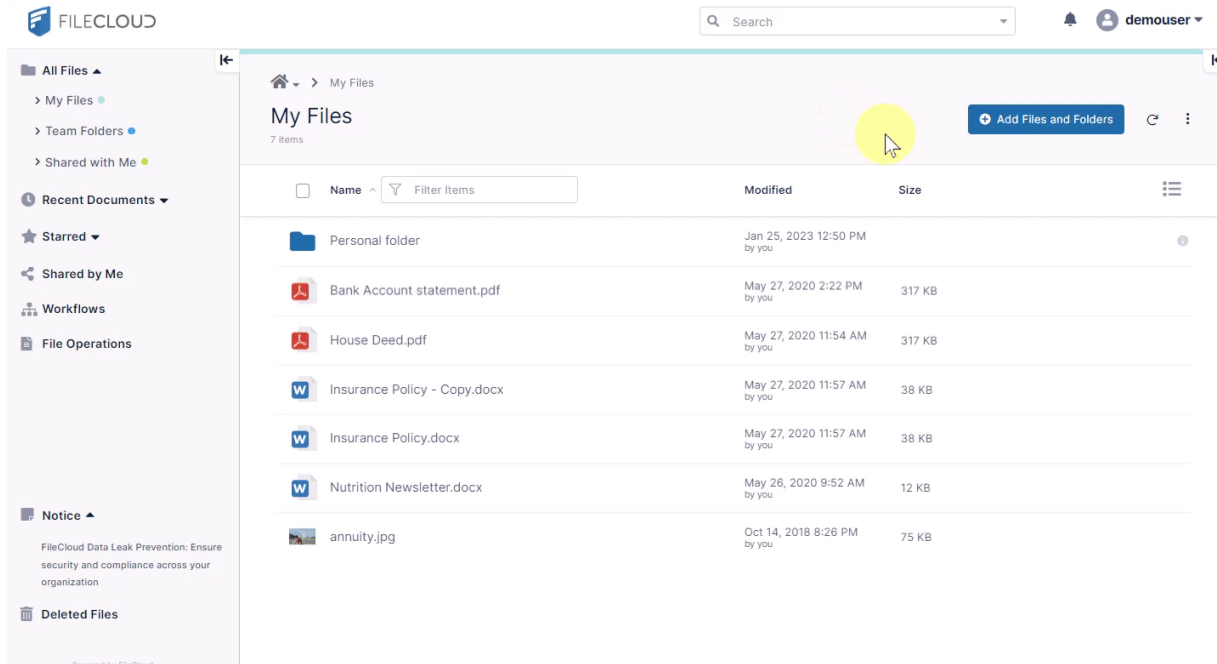 FILECLOUD
Search
demouser
All Files
My Files
Team Folders
Shared with Me
Recent Documents
Starred
Shared by Me
Workflows
File Operations
Notice
FileCloud Data Leak Prevention: Ensure
security and compliance across your
organization
Deleted Files
Powered by FileCloud
My Files
My Files
7 items
Add Files and Folders
Name Filter Items Modified Size
Personal folder Jan 25, 2023 12:50 PM
by you
Bank Account statement.pdf May 27, 2020 2:22 PM 317 KB
by you
House Deed.pdf May 27, 2020 11:54 AM 317 KB
by you
Insurance Policy - Copy.docx May 27, 2020 11:57 AM 38 KB
by you
Insurance Policy.docx May 27, 2020 11:57 AM 38 KB
by you
Nutrition Newsletter.docx May 26, 2020 9:52 AM 12 KB
by you
annuity.jpg Oct 14, 2018 8:26 PM 75 KB
by you